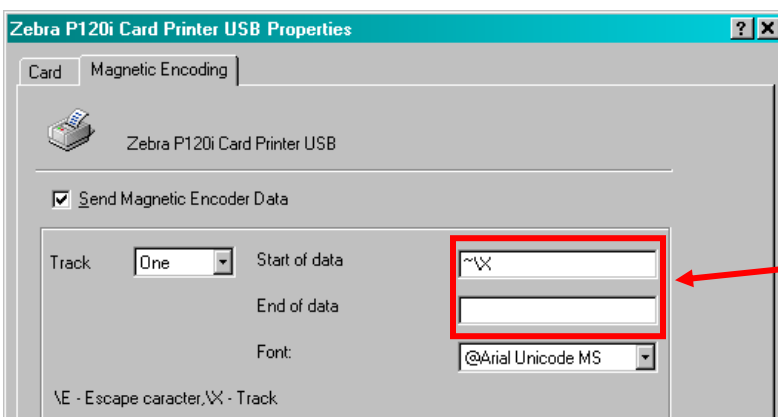 Zebra P120i Card Printer USB Properties
Card Magnetic Encoding
Zebra P120i Card Printer USB
Send Magnetic Encoder Data
Track One Start of data ~\X
End of data
Font: @Arial Unicode MS
\E - Escape caracter,\X - Track